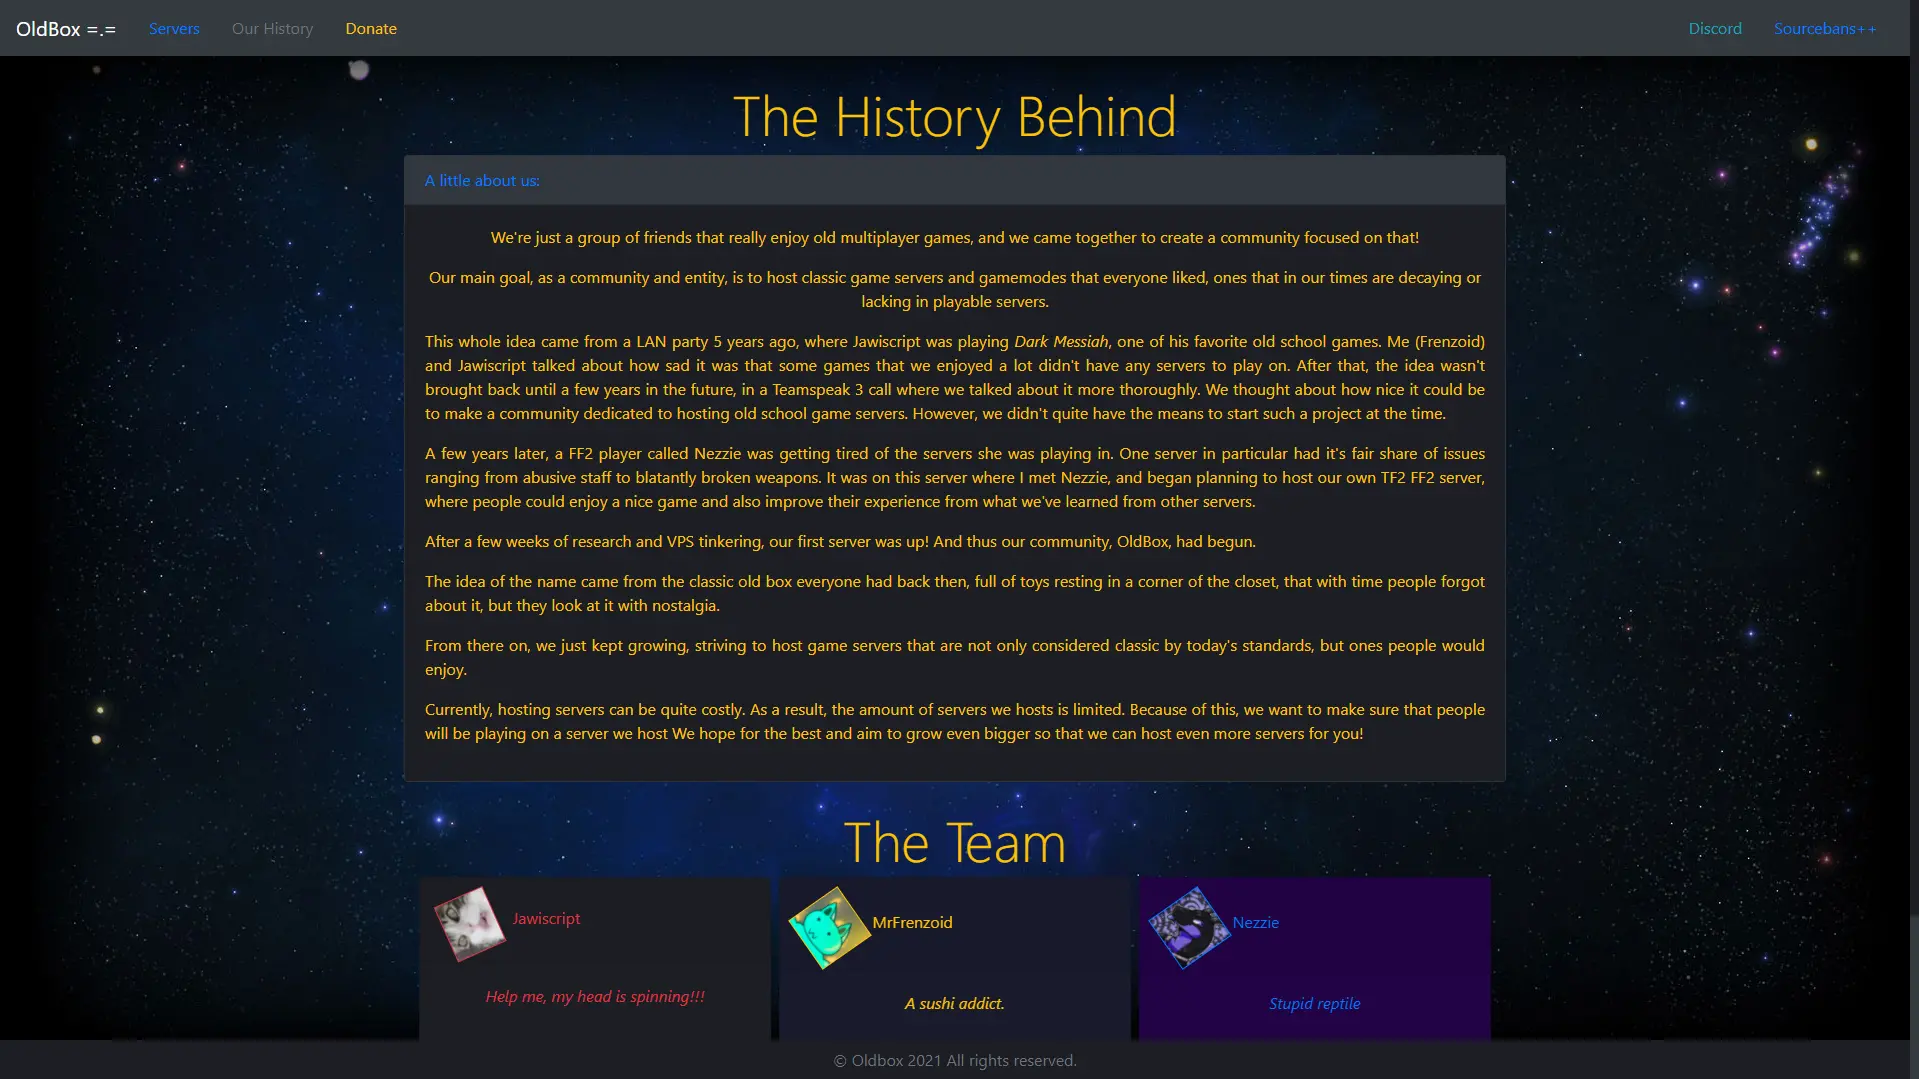 OldBox =.= Servers Our History Donate Discord Sourcebans++
The History Behind
A little about us:
We're just a group of friends that really enjoy old multiplayer games, and we came together to create a community focused on that!
Our main goal, as a community and entity, is to host classic game servers and gamemodes that everyone liked, ones that in our times are decaying or
lacking in playable servers.
This whole idea came from a LAN party 5 years ago, where Jawiscript was playing Dark Messiah, one of his favorite old school games. Me (Frenzoid)
and Jawiscript talked about how sad it was that some games that we enjoyed a lot didn't have any servers to play on. After that, the idea wasn't
brought back until a few years in the future, in a Teamspeak 3 call where we talked about it more thoroughly. We thought about how nice it could be
to make a community dedicated to hosting old school game servers. However, we didn't quite have the means to start such a project at the time.
A few years later, a FF2 player called Nezzie was getting tired of the servers she was playing in. One server in particular had it's fair share of issues
ranging from abusive staff to blatantly broken weapons. It was on this server where I met Nezzie, and began planning to host our own TF2 FF2 server,
where people could enjoy a nice game and also improve their experience from what we've learned from other servers.
After a few weeks of research and VPS tinkering, our first server was up! And thus our community, OldBox, had begun.
The idea of the name came from the classic old box everyone had back then, full of toys resting in a corner of the closet, that with time people forgot
about it, but they look at it with nostalgia.
From there on, we just kept growing, striving to host game servers that are not only considered classic by today's standards, but ones people would
enjoy.
Currently, hosting servers can be quite costly. As a result, the amount of servers we hosts is limited. Because of this, we want to make sure that people
will be playing on a server we host We hope for the best and aim to grow even bigger so that we can host even more servers for you!
The Team
Jawiscript
Help me, my head is spinning!!!
MrFrenzoid
A sushi addict.
Nezzie
Stupid reptile
© Oldbox 2021 All rights reserved.